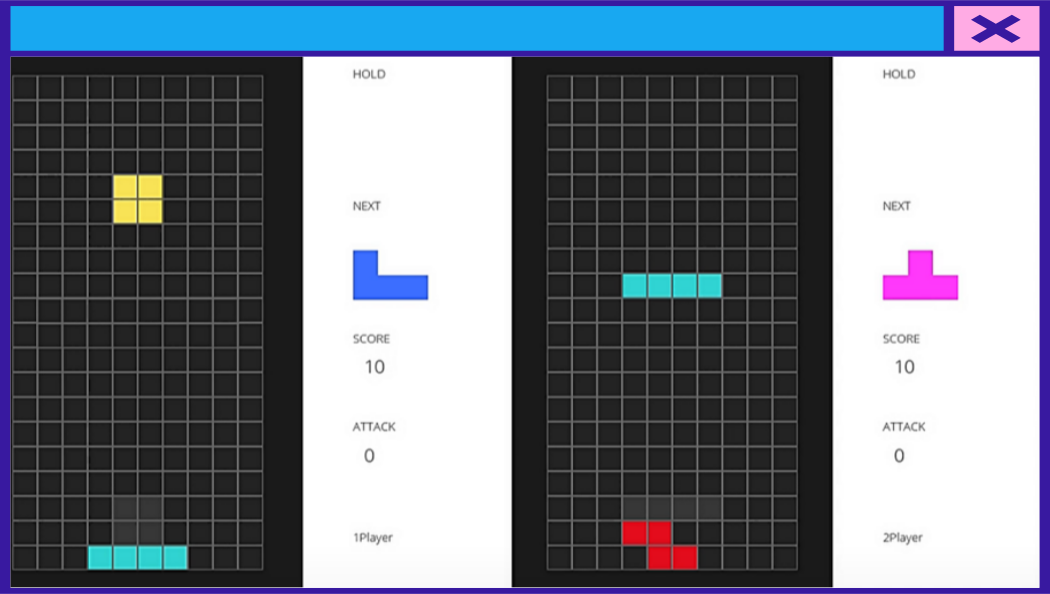 HOLD
NEXT
SCORE
10
ATTACK
0
1Player
HOLD
NEXT
SCORE
10
ATTACK
0
2Player